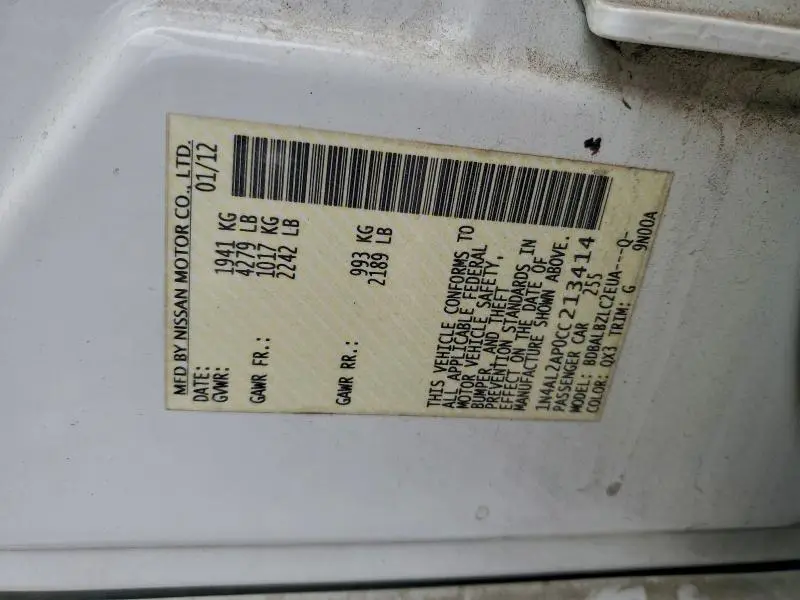 MFD BY NISSAN MOTOR CO., LTD.
DATE: 01/12
GVWR: 1941 KG
4279 LB
GAWR FR.: 1017 KG
2242 LB
GAWR RR.: 993 KG
2189 LB
THIS VEHICLE CONFORMS TO
ALL APPLICABLE FEDERAL
MOTOR VEHICLE SAFETY,
BUMPER, AND THEFT
PREVENTION STANDARDS IN
EFFECT ON THE DATE OF
MANUFACTURE SHOWN ABOVE.
1N4AL2AP0CC213414
PASSENGER CAR 255
MODEL: BDBALBZLC2EUA---Q-
COLOR: QX3 TRIM: G 9N00A